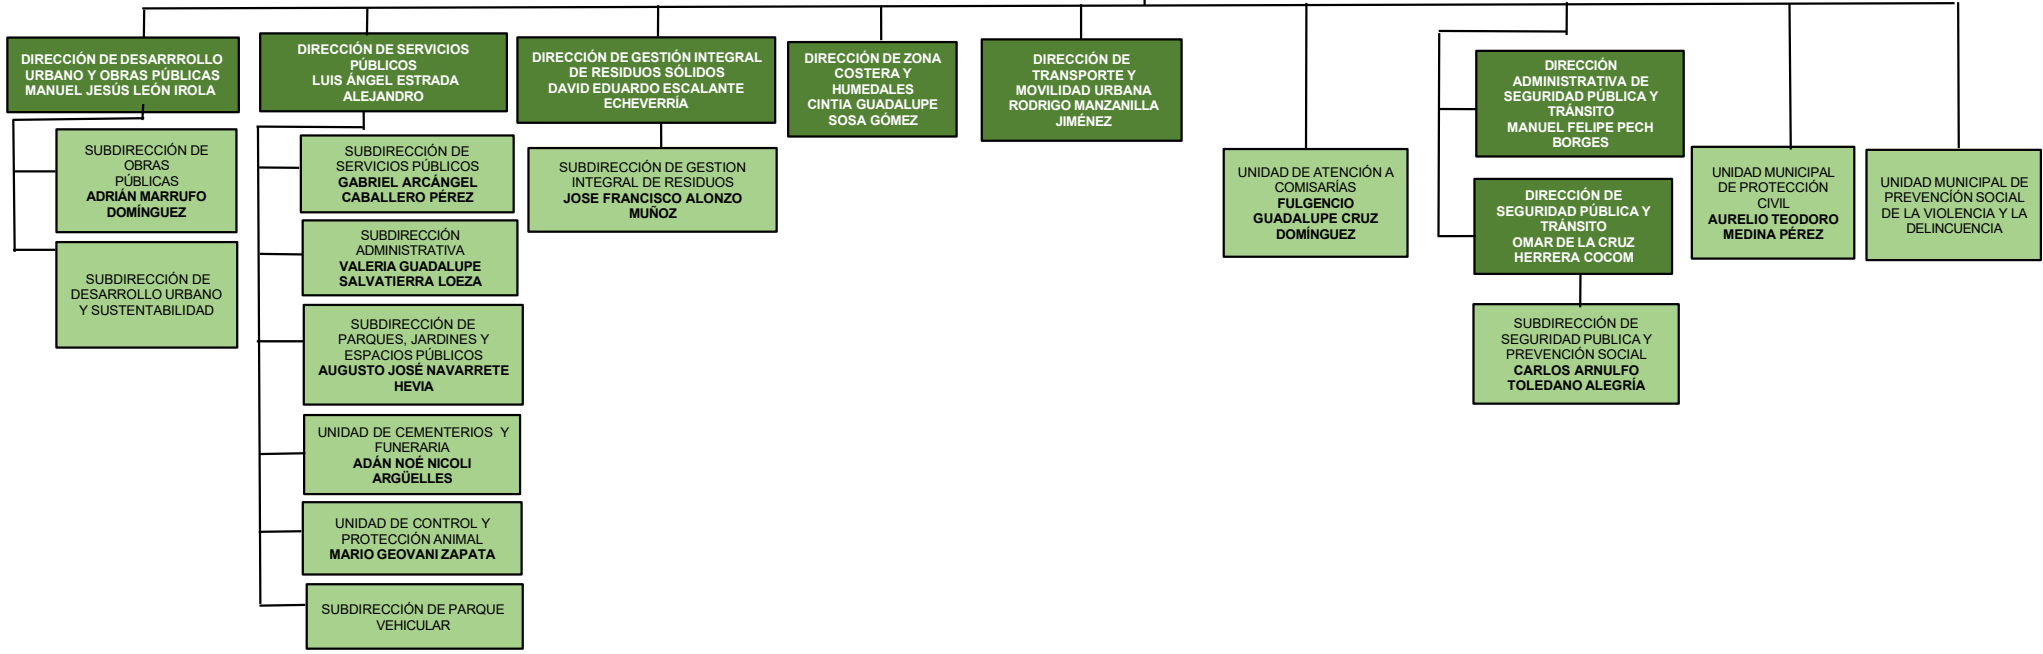 DIRECCIÓN DE DESARRROLLO
URBANO Y OBRAS PÚBLICAS
MANUEL JESÚS LEÓN IROLA
SUBDIRECCIÓN DE
OBRAS
PÚBLICAS
ADRIÁN MARRUFO
DOMÍNGUEZ
SUBDIRECCIÓN DE
DESARROLLO URBANO
Y SUSTENTABILIDAD
DIRECCIÓN DE SERVICIOS
PÚBLICOS
LUIS ÁNGEL ESTRADA
ALEJANDRO
SUBDIRECCIÓN DE
SERVICIOS PÚBLICOS
GABRIEL ARCÁNGEL
CABALLERO PÉREZ
SUBDIRECCIÓN
ADMINISTRATIVA
VALERIA GUADALUPE
SALVATIERRA LOEZA
SUBDIRECCIÓN DE
PARQUES, JARDINES Y
ESPACIOS PÚBLICOS
AUGUSTO JOSÉ NAVARRETE
HEVIA
UNIDAD DE CEMENTERIOS Y
FUNERARIA
ADÁN NOÉ NICOLI
ARGÜELLES
UNIDAD DE CONTROL Y
PROTECCIÓN ANIMAL
MARIO GEOVANI ZAPATA
SUBDIRECCIÓN DE PARQUE
VEHICULAR
DIRECCIÓN DE GESTIÓN INTEGRAL
DE RESIDUOS SÓLIDOS
DAVID EDUARDO ESCALANTE
ECHEVERRÍA
SUBDIRECCIÓN DE GESTION
INTEGRAL DE RESIDUOS
JOSE FRANCISCO ALONZO
MUÑOZ
DIRECCIÓN DE ZONA
COSTERA Y
HUMEDALES
CINTIA GUADALUPE
SOSA GÓMEZ
DIRECCIÓN DE
TRANSPORTE Y
MOVILIDAD URBANA
RODRIGO MANZANILLA
JIMÉNEZ
UNIDAD DE ATENCIÓN A
COMISARÍAS
FULGENCIO
GUADALUPE CRUZ
DOMÍNGUEZ
DIRECCIÓN
ADMINISTRATIVA DE
SEGURIDAD PÚBLICA Y
TRÁNSITO
MANUEL FELIPE PECH
BORGES
DIRECCIÓN DE
SEGURIDAD PÚBLICA Y
TRÁNSITO
OMAR DE LA CRUZ
HERRERA COCOM
SUBDIRECCIÓN DE
SEGURIDAD PUBLICA Y
PREVENCIÓN SOCIAL
CARLOS ARNULFO
TOLEDANO ALEGRÍA
UNIDAD MUNICIPAL
DE PROTECCIÓN
CIVIL
AURELIO TEODORO
MEDINA PÉREZ
UNIDAD MUNICIPAL DE
PREVENCÍÓN SOCIAL
DE LA VIOLENCIA Y LA
DELINCUENCIA